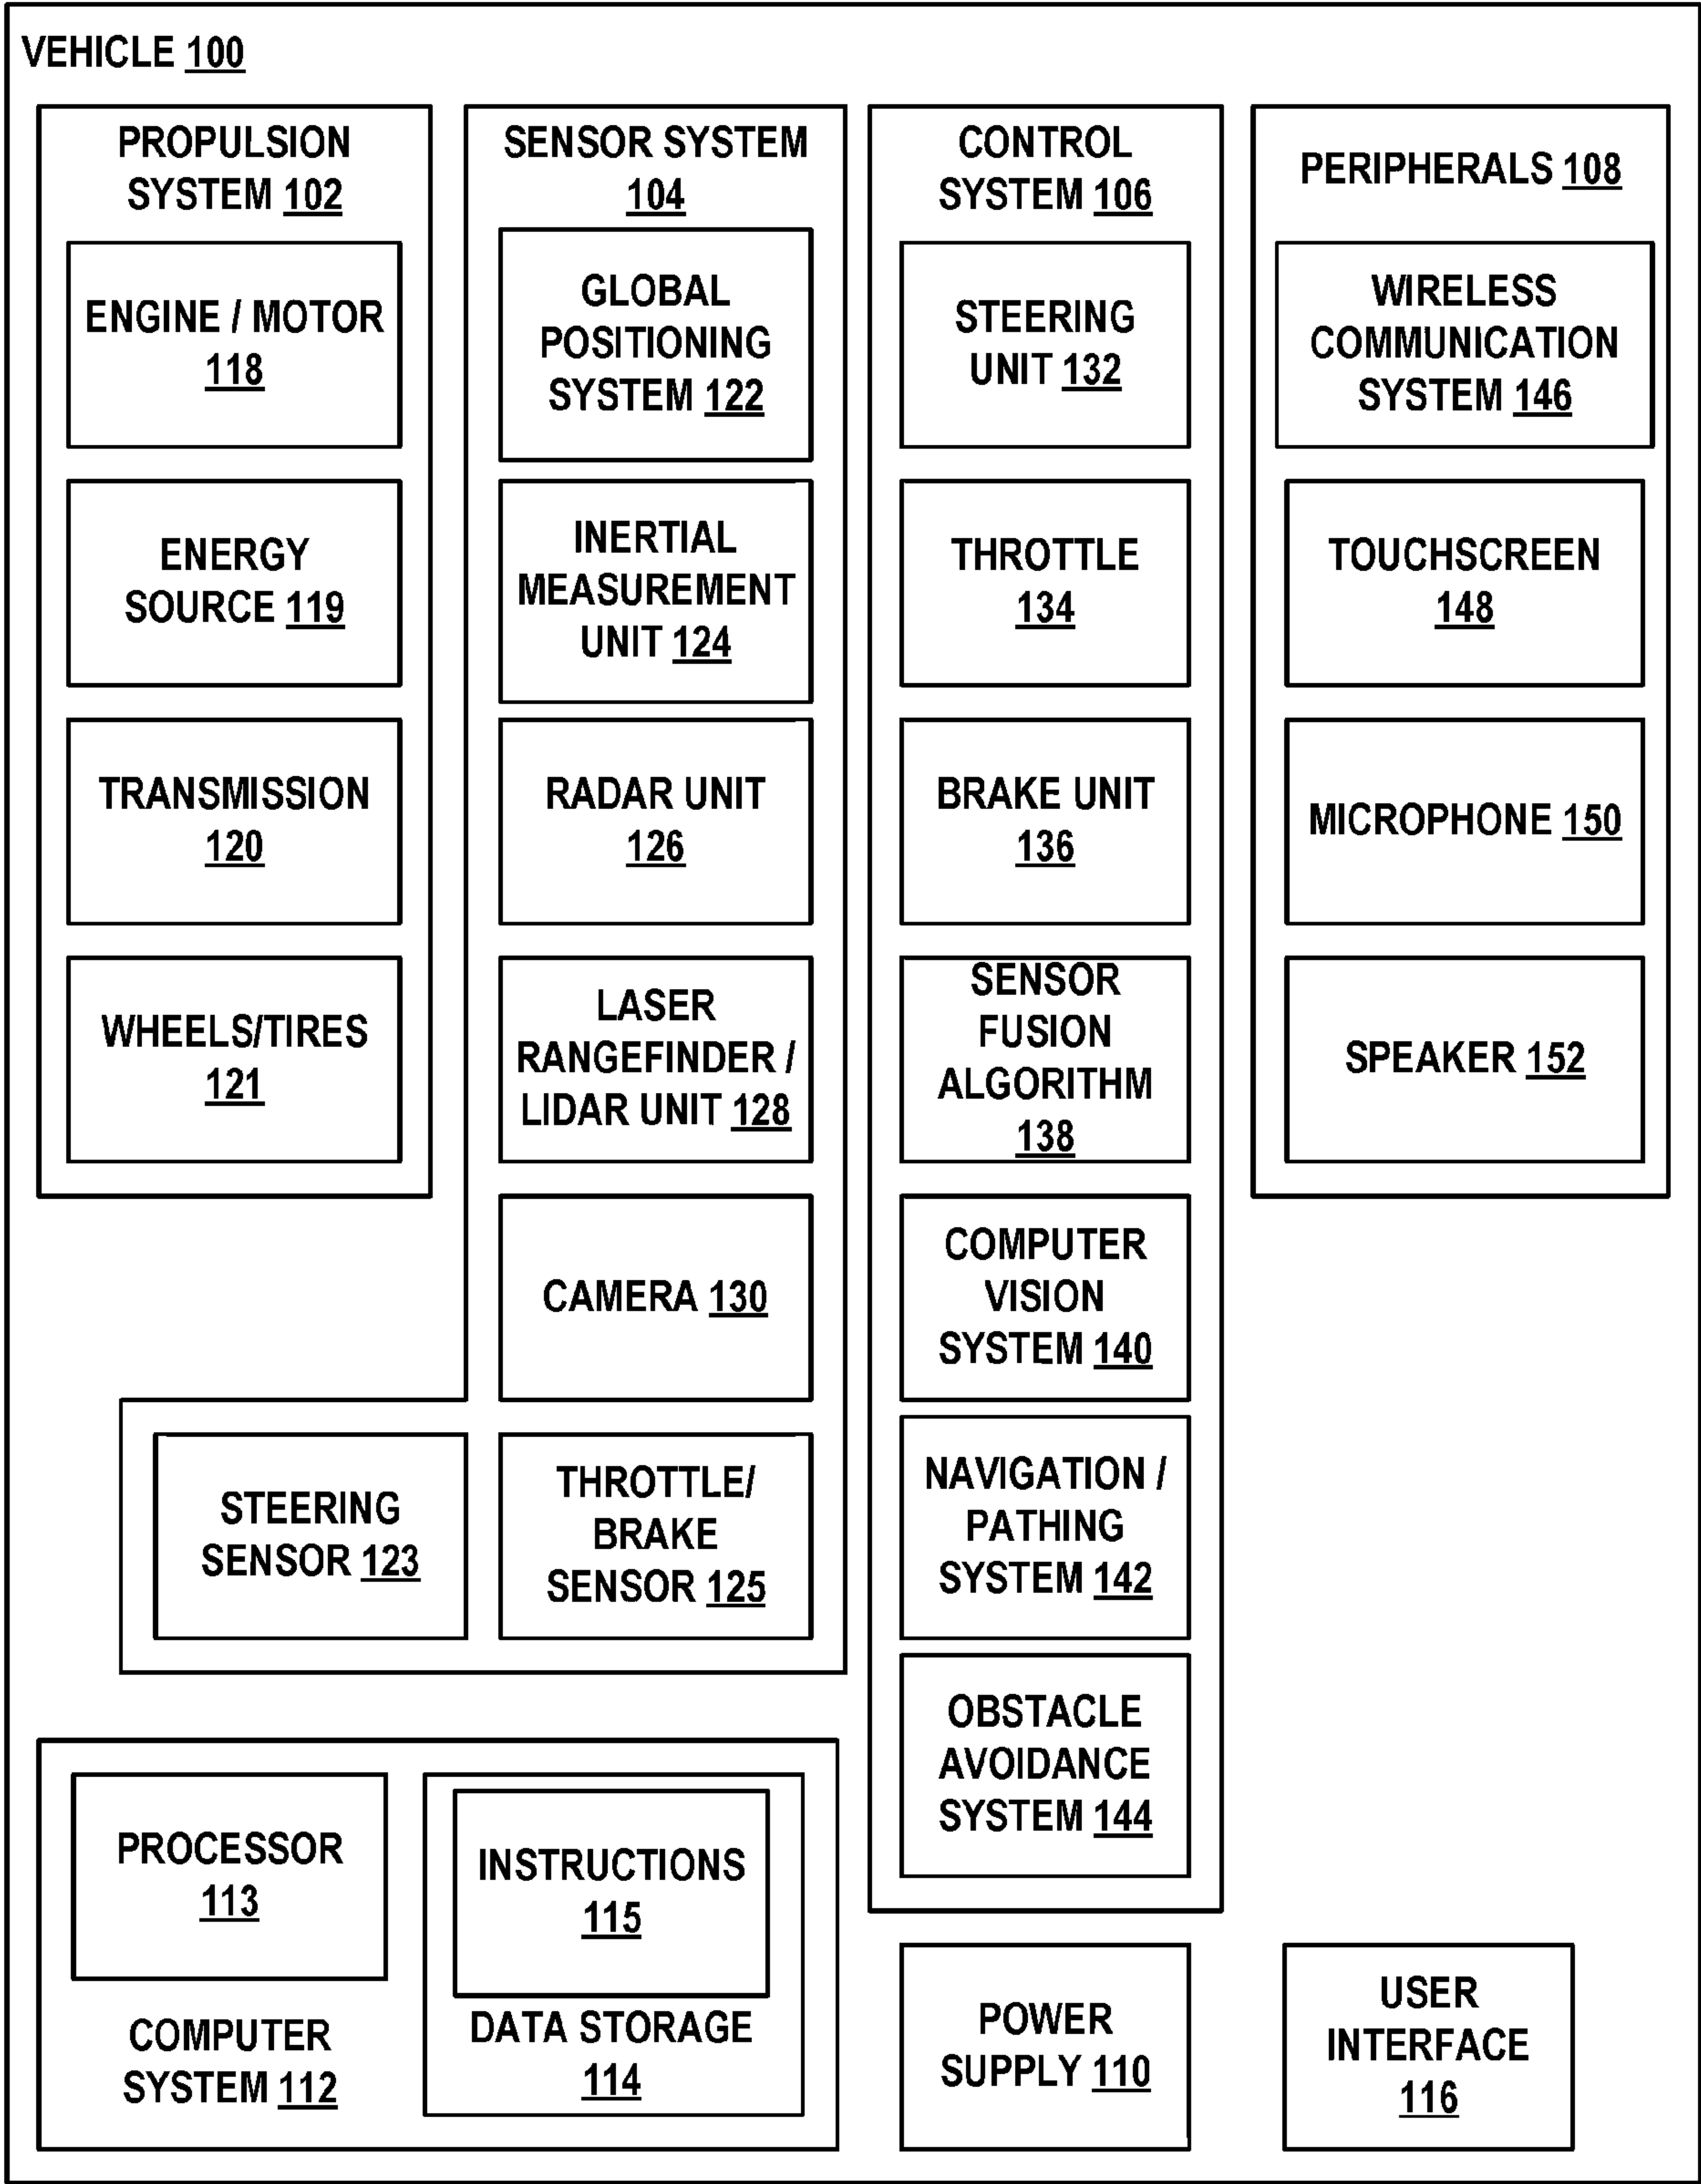 VEHICLE 100
PROPULSION
SYSTEM 102
ENGINE / MOTOR
118
ENERGY
SOURCE 119
TRANSMISSION
120
WHEELS/TIRES
121
SENSOR SYSTEM
104
GLOBAL
POSITIONING
SYSTEM 122
INERTIAL
MEASUREMENT
UNIT 124
RADAR UNIT
126
LASER
RANGEFINDER /
LIDAR UNIT 128
CAMERA 130
STEERING
SENSOR 123
THROTTLE/
BRAKE
SENSOR 125
CONTROL
SYSTEM 106
STEERING
UNIT 132
THROTTLE
134
BRAKE UNIT
136
SENSOR
FUSION
ALGORITHM
138
COMPUTER
VISION
SYSTEM 140
NAVIGATION /
PATHING
SYSTEM 142
OBSTACLE
AVOIDANCE
SYSTEM 144
PERIPHERALS 108
WIRELESS
COMMUNICATION
SYSTEM 146
TOUCHSCREEN
148
MICROPHONE 150
SPEAKER 152
PROCESSOR
113
COMPUTER
SYSTEM 112
INSTRUCTIONS
115
DATA STORAGE
114
POWER
SUPPLY 110
USER
INTERFACE
116